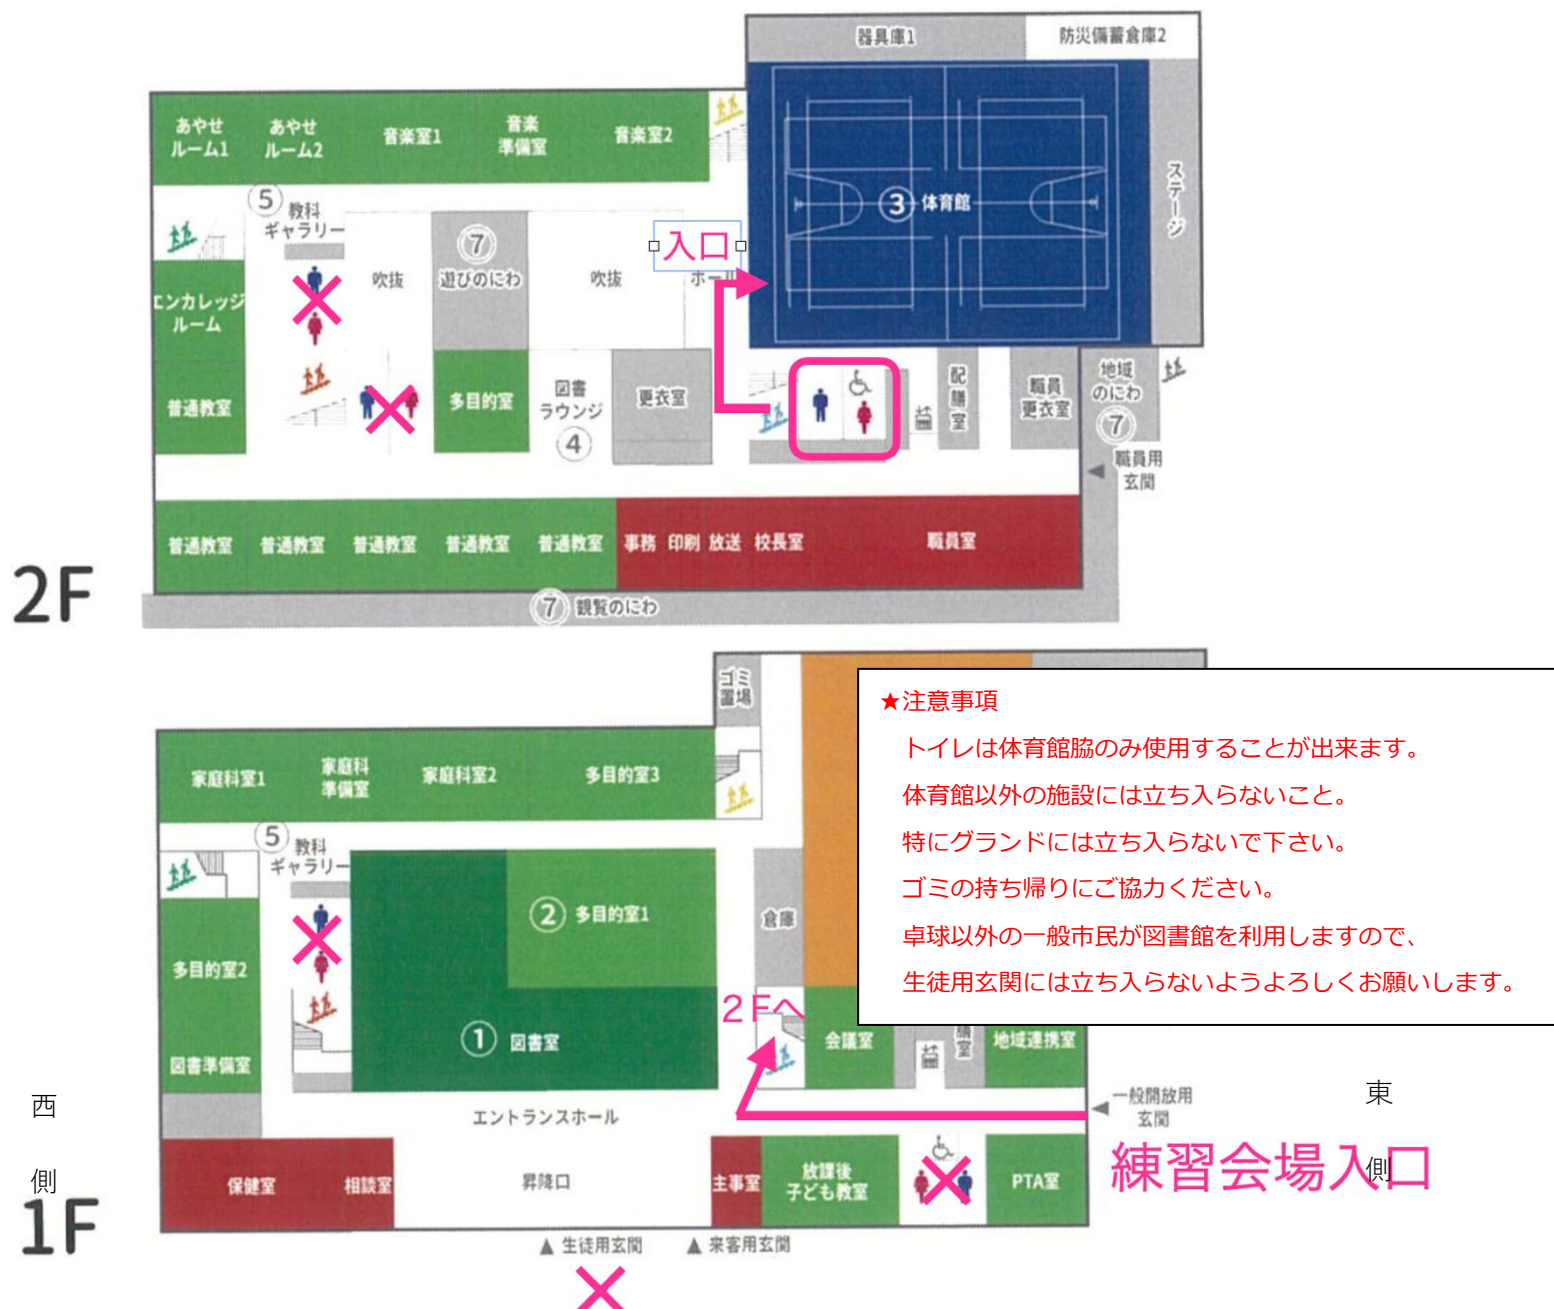 器具庫1
防災備蓄倉庫2
あやせ
ルーム1
あやせ
ルーム2
音楽室1
音楽
準備室
音楽室2
ステージ
③ 体育館
⑤ 教科
ギャラリー
入口
⑦
遊びのにわ
吹抜
吹抜
ホール
エンカレッジ
ルーム
普通教室
多目的室
図書
ラウンジ
④
更衣室
配膳室
職員
更衣室
地域
のにわ
⑦
職員用
玄関
普通教室
普通教室
普通教室
普通教室
普通教室
事務
印刷
放送
校長室
職員室
2F
⑦ 観覧のにわ
ゴミ
置場
家庭科室1
家庭科
準備室
家庭科室2
多目的室3
★注意事項
トイレは体育館脇のみ使用することが出来ます。
体育館以外の施設には立ち入らないこと。
特にグランドには立ち入らないで下さい。
ゴミの持ち帰りにご協力ください。
卓球以外の一般市民が図書館を利用しますので、
生徒用玄関には立ち入らないようよろしくお願いします。
⑤ 教科
ギャラリー
② 多目的室1
倉庫
多目的室2
2Fへ
① 図書室
会議室
地域連携室
図書準備室
西側
エントランスホール
一般開放用
玄関
東側
練習会場入口
保健室
相談室
昇降口
主事室
放課後
子ども教室
PTA室
1F
生徒用玄関
来客用玄関